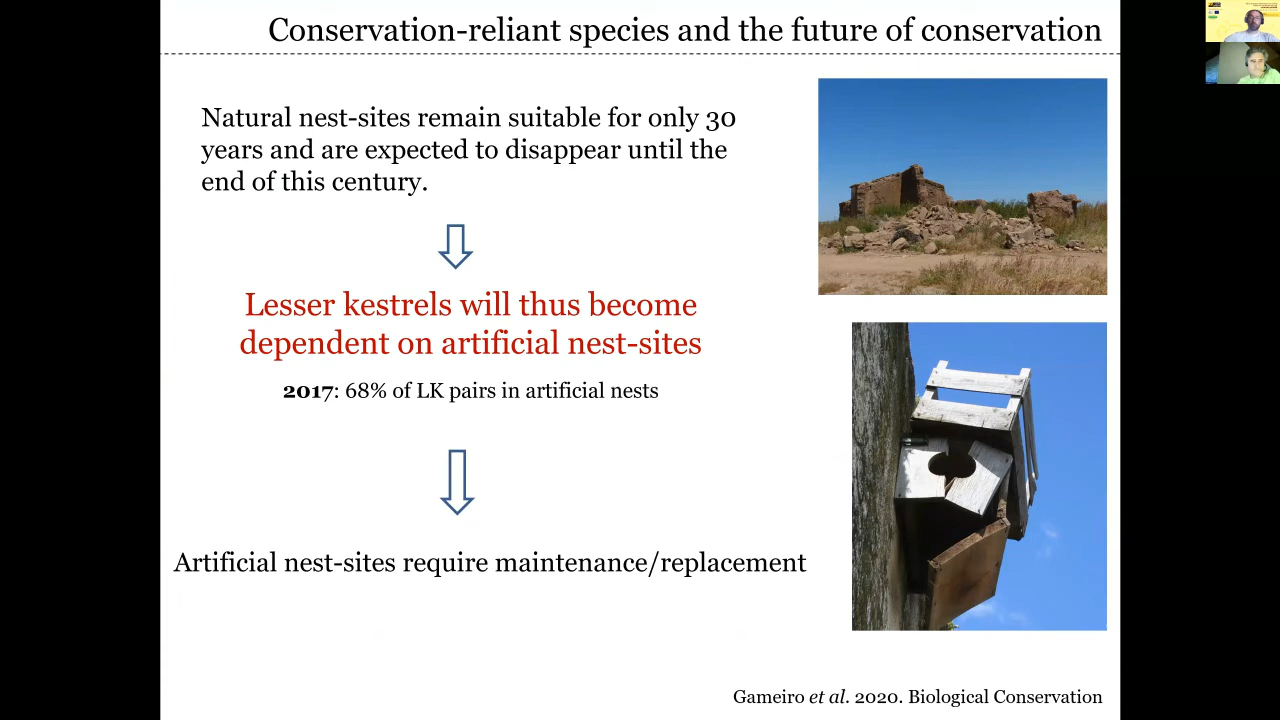 Conservation-reliant species and the future of conservation
Natural nest-sites remain suitable for only 30
years and are expected to disappear until the
end of this century.
Lesser kestrels will thus become
dependent on artificial nest-sites
2017: 68% of LK pairs in artificial nests
Artificial nest-sites require maintenance/replacement
Gameiro et al. 2020. Biological Conservation